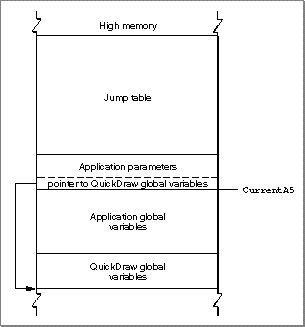 High memory
Jump table
Application parameters
pointer to QuickDraw global variables
CurrentA5
Application global
variables
QuickDraw global
variables